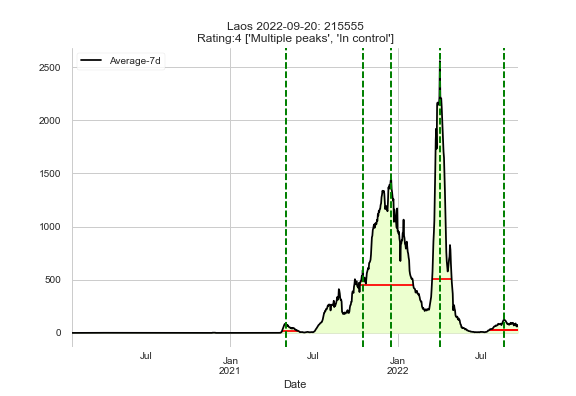 Laos 2022-09-20: 215555
Rating:4 ['Multiple peaks', 'In control']
Average-7d
2500
2000
1500
1000
500
0
Jul
Jan
2021
Jul
Jan
2022
Jul
Date